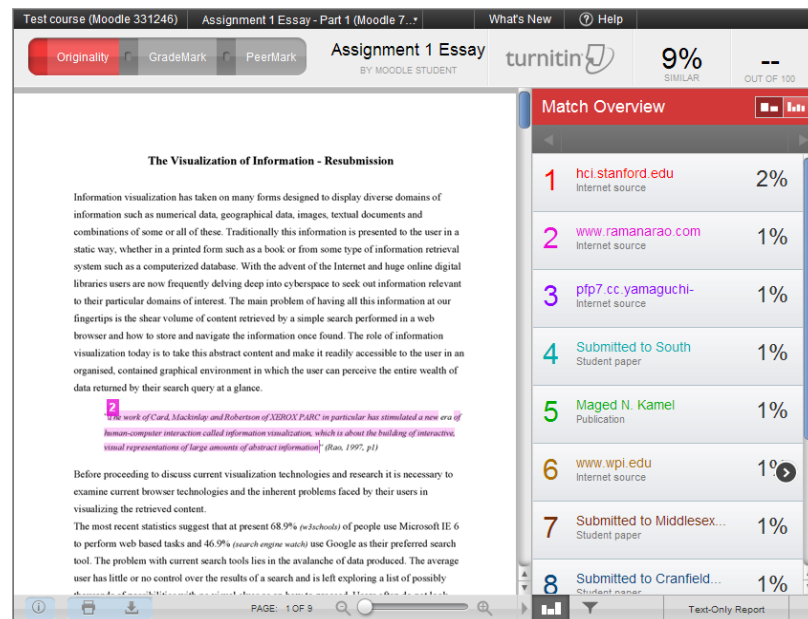 Test course (Moodle 331246)
Assignment 1 Essay - Part 1 (Moodle 7...
What's New
? Help
Originality
GradeMark
PeerMark
Assignment 1 Essay
BY MOODLE STUDENT
turnitin
9%
SIMILAR
--
OUT OF 100
The Visualization of Information - Resubmission
Information visualization has taken on many forms designed to display diverse domains of
information such as numerical data, geographical data, images, textual documents and
combinations of some or all of these. Traditionally this information is presented to the user in a
static way, whether in a printed form such as a book or from some type of information retrieval
system such as a computerized database. With the advent of the Internet and huge online digital
libraries users are now frequently delving deep into cyberspace to seek out information relevant
to their particular domains of interest. The main problem of having all this information at our
fingertips is the shear volume of content retrieved by a simple search performed in a web
browser and how to store and navigate the information once found. The role of information
visualization today is to take this abstract content and make it readily accessible to the user in an
organised, contained graphical environment in which the user can perceive the entire wealth of
data returned by their search query at a glance.
2
"The work of Card, Mackinlay and Robertson of XEROX PARC in particular has stimulated a new era of
human-computer interaction called information visualization, which is about the building of interactive,
visual representations of large amounts of abstract information" (Rao, 1997, p1)
Before proceeding to discuss current visualization technologies and research it is necessary to
examine current browser technologies and the inherent problems faced by their users in
visualizing the retrieved content.
The most recent statistics suggest that at present 68.9% (w3schools) of people use Microsoft IE 6
to perform web based tasks and 46.9% (search engine watch) use Google as their preferred search
tool. The problem with current search tools lies in the avalanche of data produced. The average
user has little or no control over the results of a search and is left exploring a list of possibly
PAGE: 1 OF 9
Match Overview
1 hci.stanford.edu 2%
Internet source
2 www.ramanarao.com 1%
Internet source
3 pfp7.cc.yamaguchi- 1%
Internet source
4 Submitted to South 1%
Student paper
5 Maged N. Kamel 1%
Publication
6 www.wpi.edu 1%
Internet source
7 Submitted to Middlesex... 1%
Student paper
8 Submitted to Cranfield... 1%
Student paper
Text-Only Report